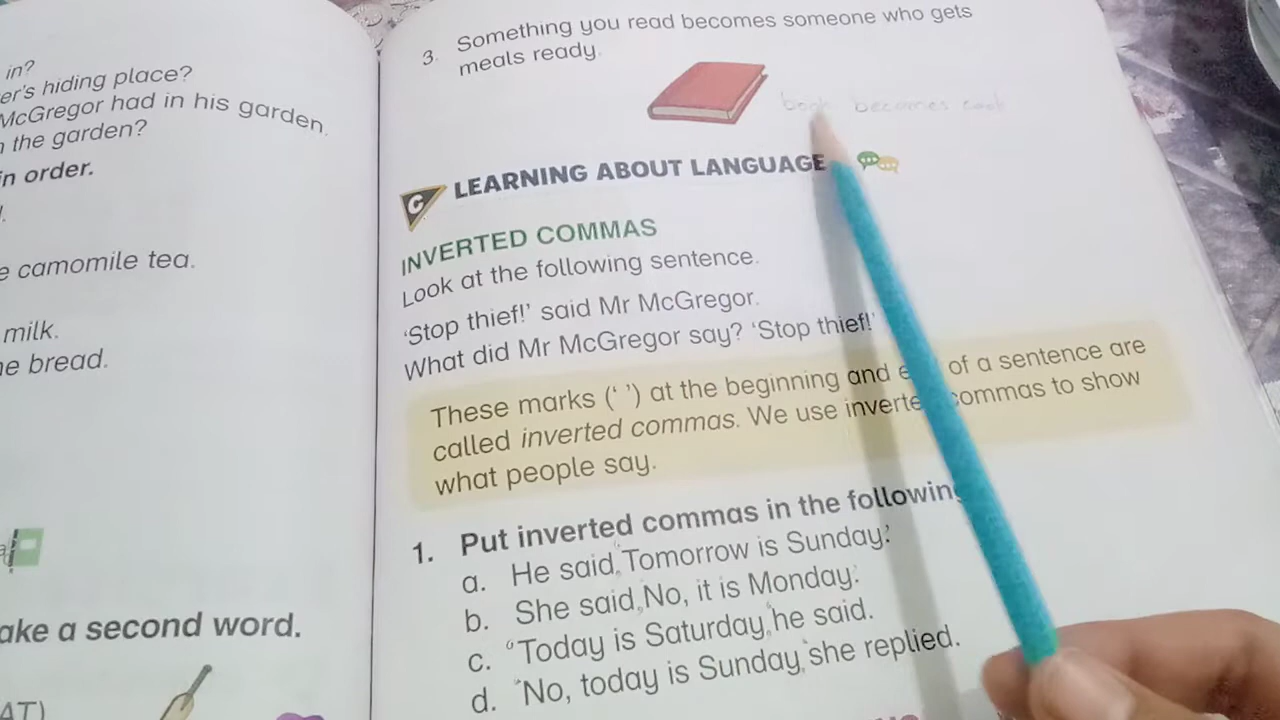 in?
er's hiding place?
McGregor had in his garden.
the garden?
n order.
e camomile tea.
milk.
e bread.
ake a second word.
AT)
3. Something you read becomes someone who gets
meals ready.
book becomes cook
C LEARNING ABOUT LANGUAGE
INVERTED COMMAS
Look at the following sentence.
‘Stop thief!’ said Mr McGregor.
What did Mr McGregor say? ‘Stop thief!’
These marks (‘ ’) at the beginning and e of a sentence are
called inverted commas. We use inverte commas to show
what people say.
1. Put inverted commas in the followin
a. He said, ‘Tomorrow is Sunday.’
b. She said, ‘No, it is Monday.’
c. ‘Today is Saturday,’ he said.
d. ‘No, today is Sunday,’ she replied.